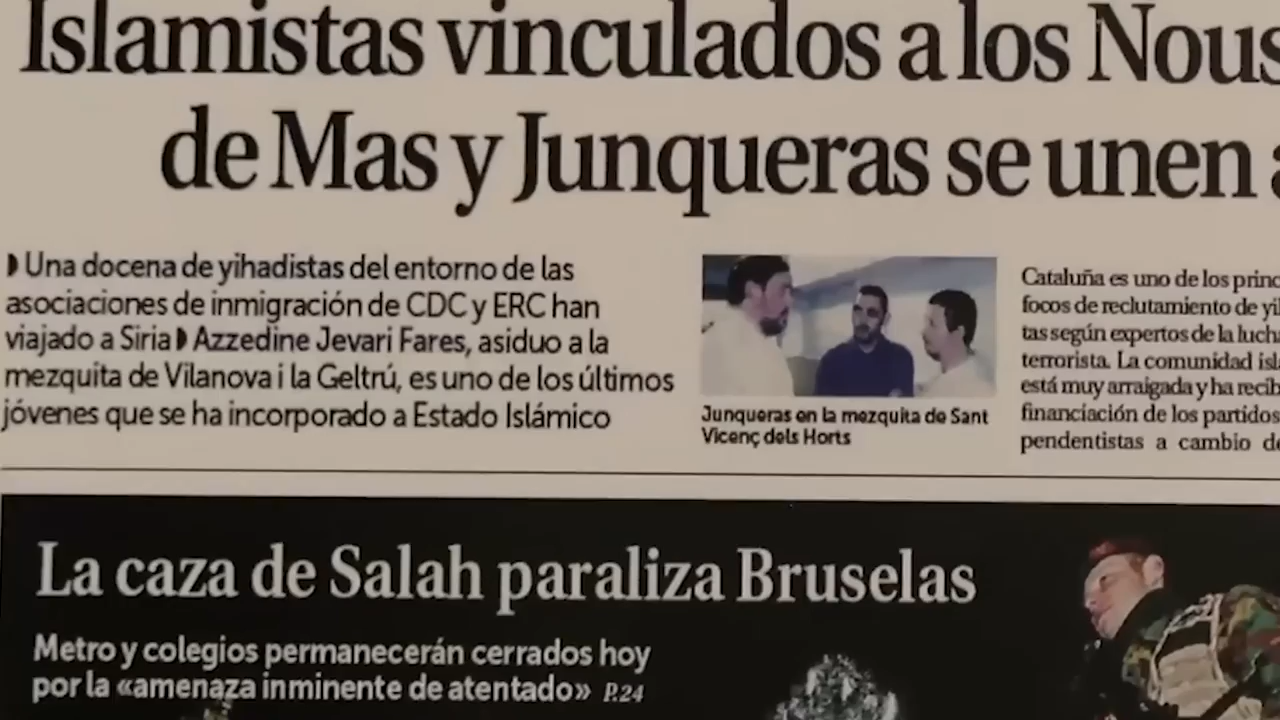 Islamistas vinculados a los Nous
de Mas y Junqueras se unen a
◗ Una docena de yihadistas del entorno de las
asociaciones de inmigración de CDC y ERC han
viajado a Siria ◗ Azzedine Jevari Fares, asiduo a la
mezquita de Vilanova i la Geltrú, es uno de los últimos
jóvenes que se ha incorporado a Estado Islámico
Junqueras en la mezquita de Sant
Vicenç dels Horts
Cataluña es uno de los princ
focos de reclutamiento de yi
tas según expertos de la luch
terrorista. La comunidad isl
está muy arraigada y ha recib
financiación de los partidos
pendentistas a cambio de
La caza de Salah paraliza Bruselas
Metro y colegios permanecerán cerrados hoy
por la «amenaza inminente de atentado» P.24